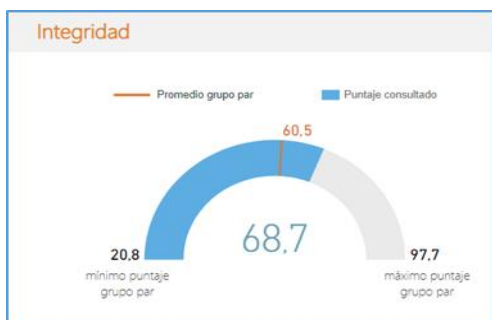 Integridad
Promedio grupo par
Puntaje consultado
60,5
68,7
20,8
mínimo puntaje
grupo par
97,7
máximo puntaje
grupo par